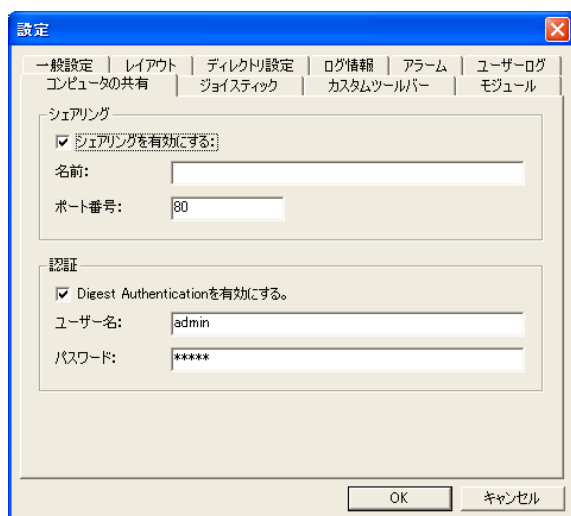 設定
一般設定 レイアウト ディレクトリ設定 ログ情報 アラーム ユーザーログ
コンピュータの共有 ジョイスティック カスタムツールバー モジュール
シェアリング
シェアリングを有効にする:
名前:
ポート番号: 80
認証
Digest Authenticationを有効にする。
ユーザー名: admin
パスワード: *****
OK キャンセル